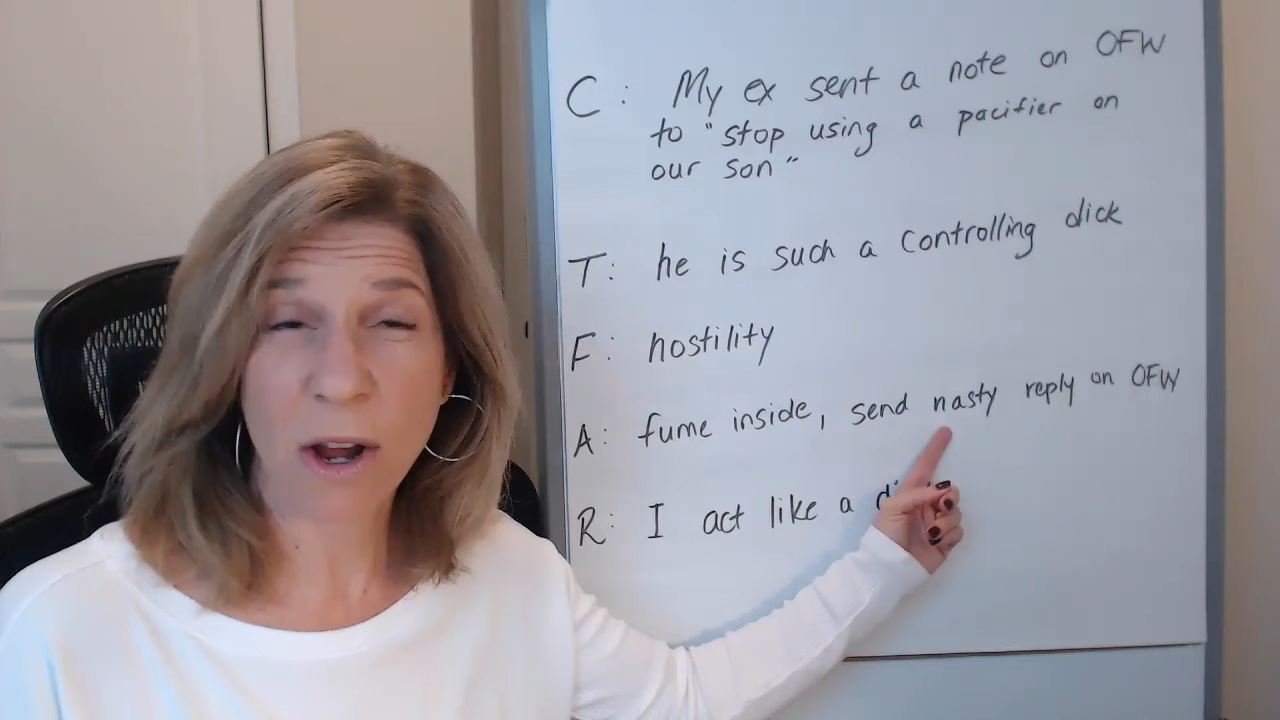 C: My ex sent a note on OFW
to "stop using a pacifier on
our son"
T: he is such a controlling dick
F: hostility
A: fume inside, send nasty reply on OFW
R: I act like a